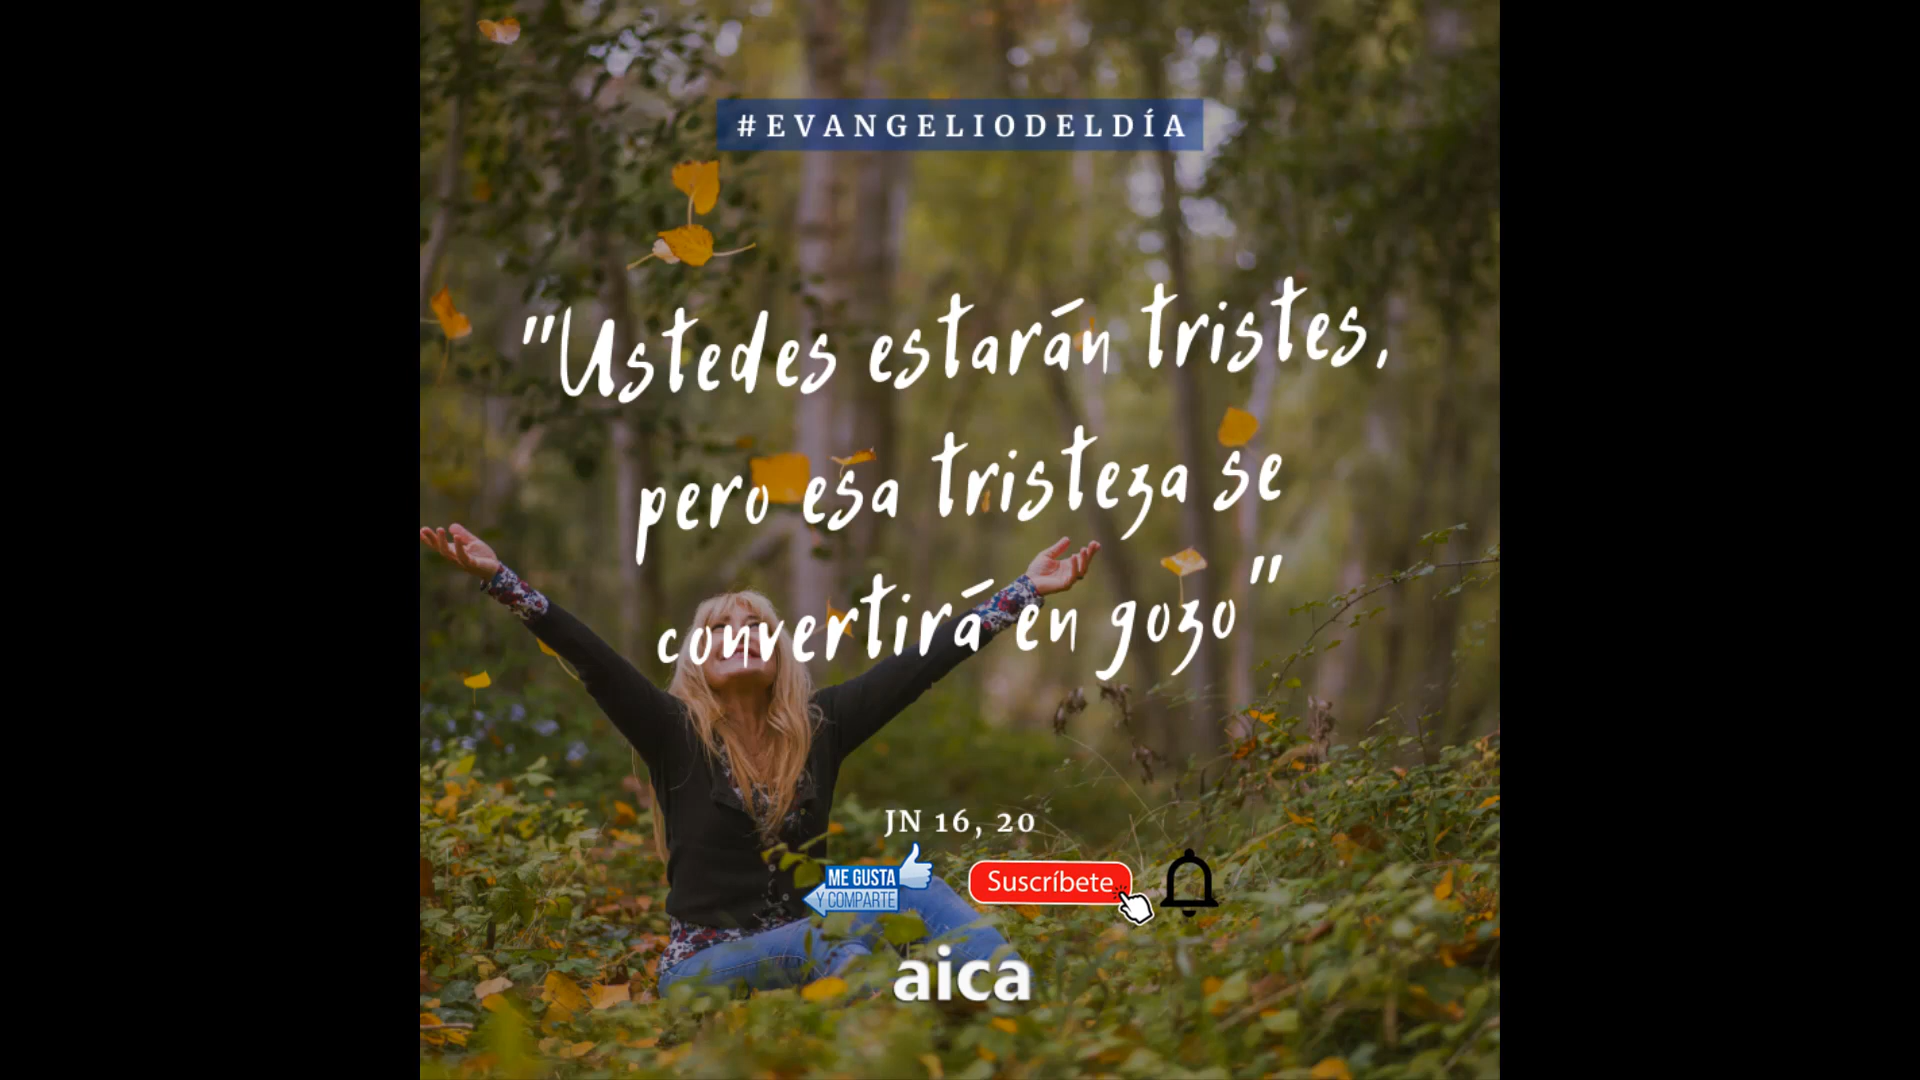 #EVANGELIODELDÍA
"Ustedes estarán tristes,
pero esa tristeza se
convertirá en gozo"
JN 16, 20
ME GUSTA
Y COMPARTE
Suscríbete
aica